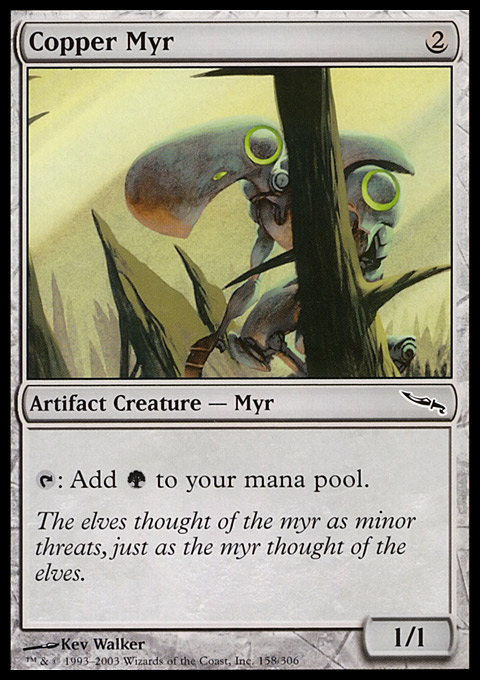 Copper Myr 2
Artifact Creature — Myr
: Add to your mana pool.
The elves thought of the myr as minor
threats, just as the myr thought of the
elves.
Kev Walker
1/1
™ & © 1993–2003 Wizards of the Coast, Inc. 158/306